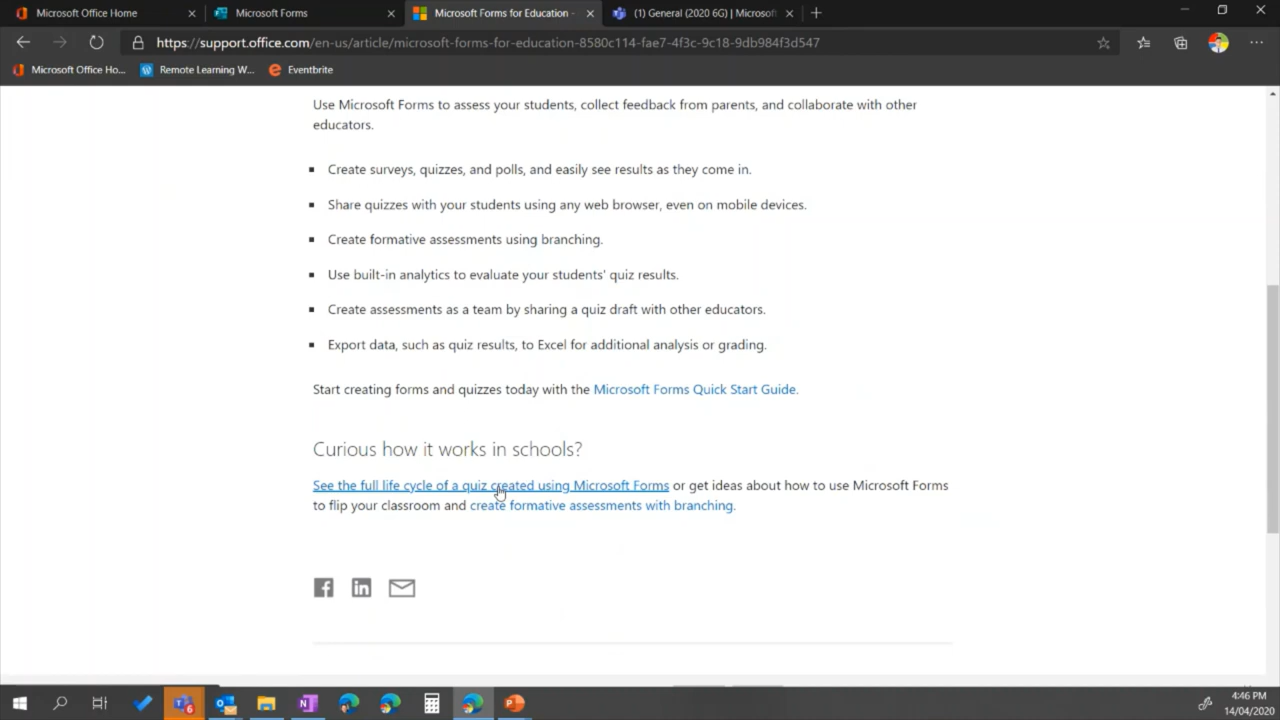 Microsoft Office Home
Microsoft Forms
Microsoft Forms for Education -
(1) General (2020 6G) | Microsof
https://support.office.com/en-us/article/microsoft-forms-for-education-8580c114-fae7-4f3c-9c18-9db984f3d547
Microsoft Office Ho...
Remote Learning W...
Eventbrite
Use Microsoft Forms to assess your students, collect feedback from parents, and collaborate with other
educators.
Create surveys, quizzes, and polls, and easily see results as they come in.
Share quizzes with your students using any web browser, even on mobile devices.
Create formative assessments using branching.
Use built-in analytics to evaluate your students' quiz results.
Create assessments as a team by sharing a quiz draft with other educators.
Export data, such as quiz results, to Excel for additional analysis or grading.
Start creating forms and quizzes today with the Microsoft Forms Quick Start Guide.
Curious how it works in schools?
See the full life cycle of a quiz created using Microsoft Forms or get ideas about how to use Microsoft Forms
to flip your classroom and create formative assessments with branching.
4:46 PM
14/04/2020